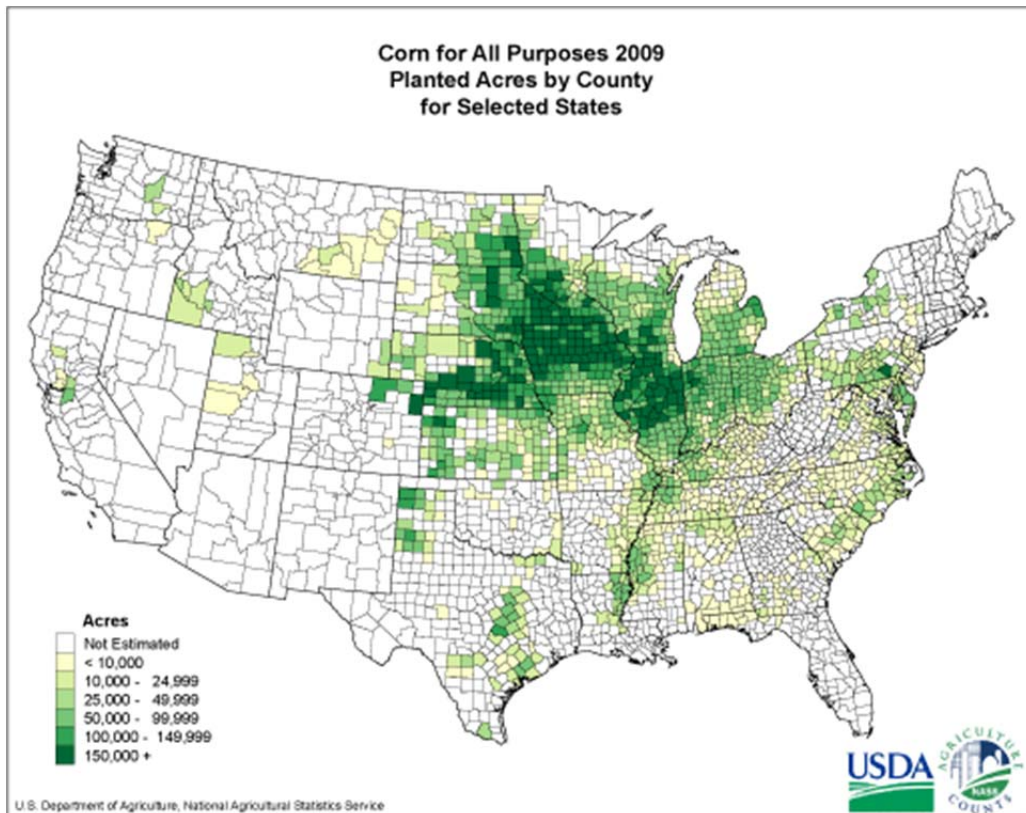 Corn for All Purposes 2009
Planted Acres by County
for Selected States
Acres
Not Estimated
< 10,000
10,000 - 24,999
25,000 - 49,999
50,000 - 99,999
100,000 - 149,999
150,000 +
U.S. Department of Agriculture, National Agricultural Statistics Service
USDA
AGRICULTURE
NASS
COUNTS